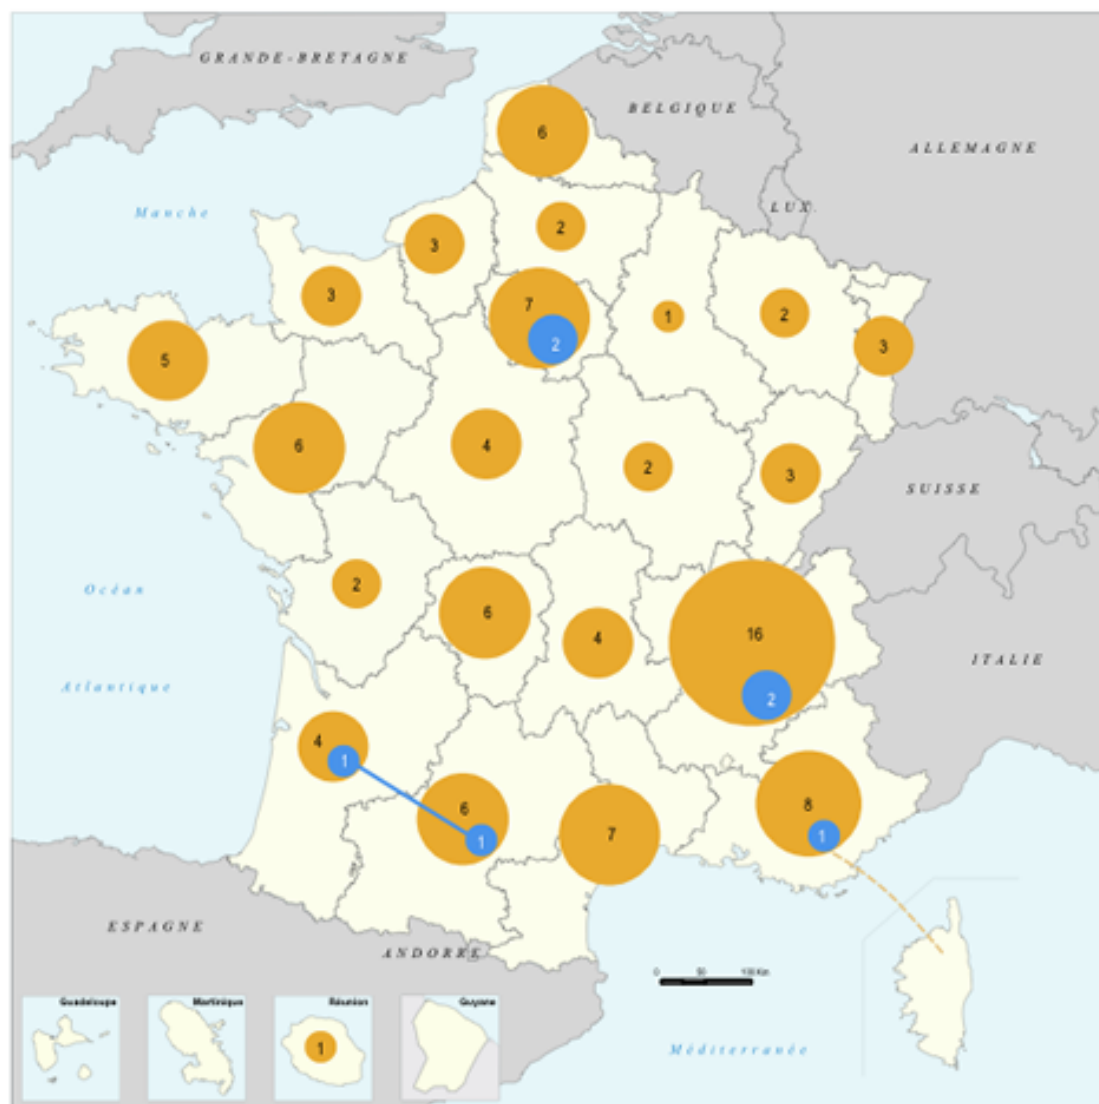 GRANDE-BRETAGNE
BELGIQUE
ALLEMAGNE
LUX.
Manche
6
2
3
3
7
2
1
2
3
5
6
4
2
3
SUISSE
Océan
Atlantique
2
6
4
16
2
ITALIE
4
1
6
1
7
8
1
ESPAGNE
ANDORRE
0 50 100 Km
Méditerranée
Guadeloupe
Martinique
Réunion
1
Guyane